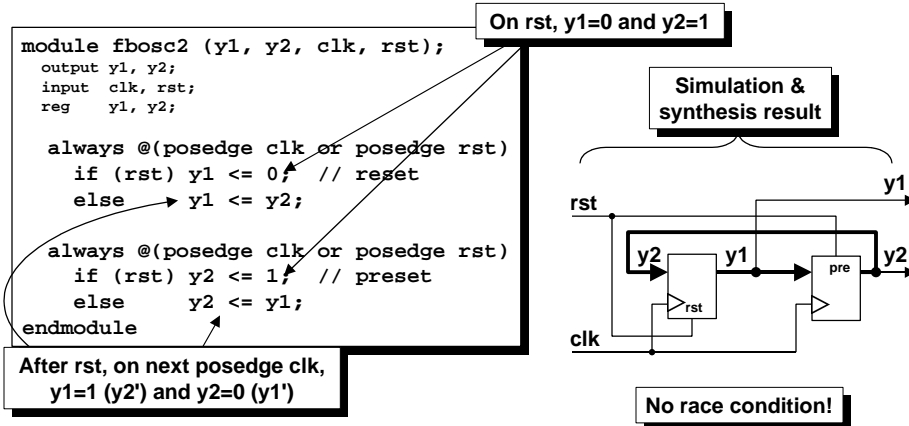 On rst, y1=0 and y2=1
module fbosc2 (y1, y2, clk, rst);
output y1, y2;
input clk, rst;
reg y1, y2;
always @(posedge clk or posedge rst)
if (rst) y1 <= 0; // reset
else y1 <= y2;
always @(posedge clk or posedge rst)
if (rst) y2 <= 1; // preset
else y2 <= y1;
endmodule
After rst, on next posedge clk,
y1=1 (y2') and y2=0 (y1')
Simulation &
synthesis result
y1
rst
y2 y1 pre y2
rst
clk
No race condition!